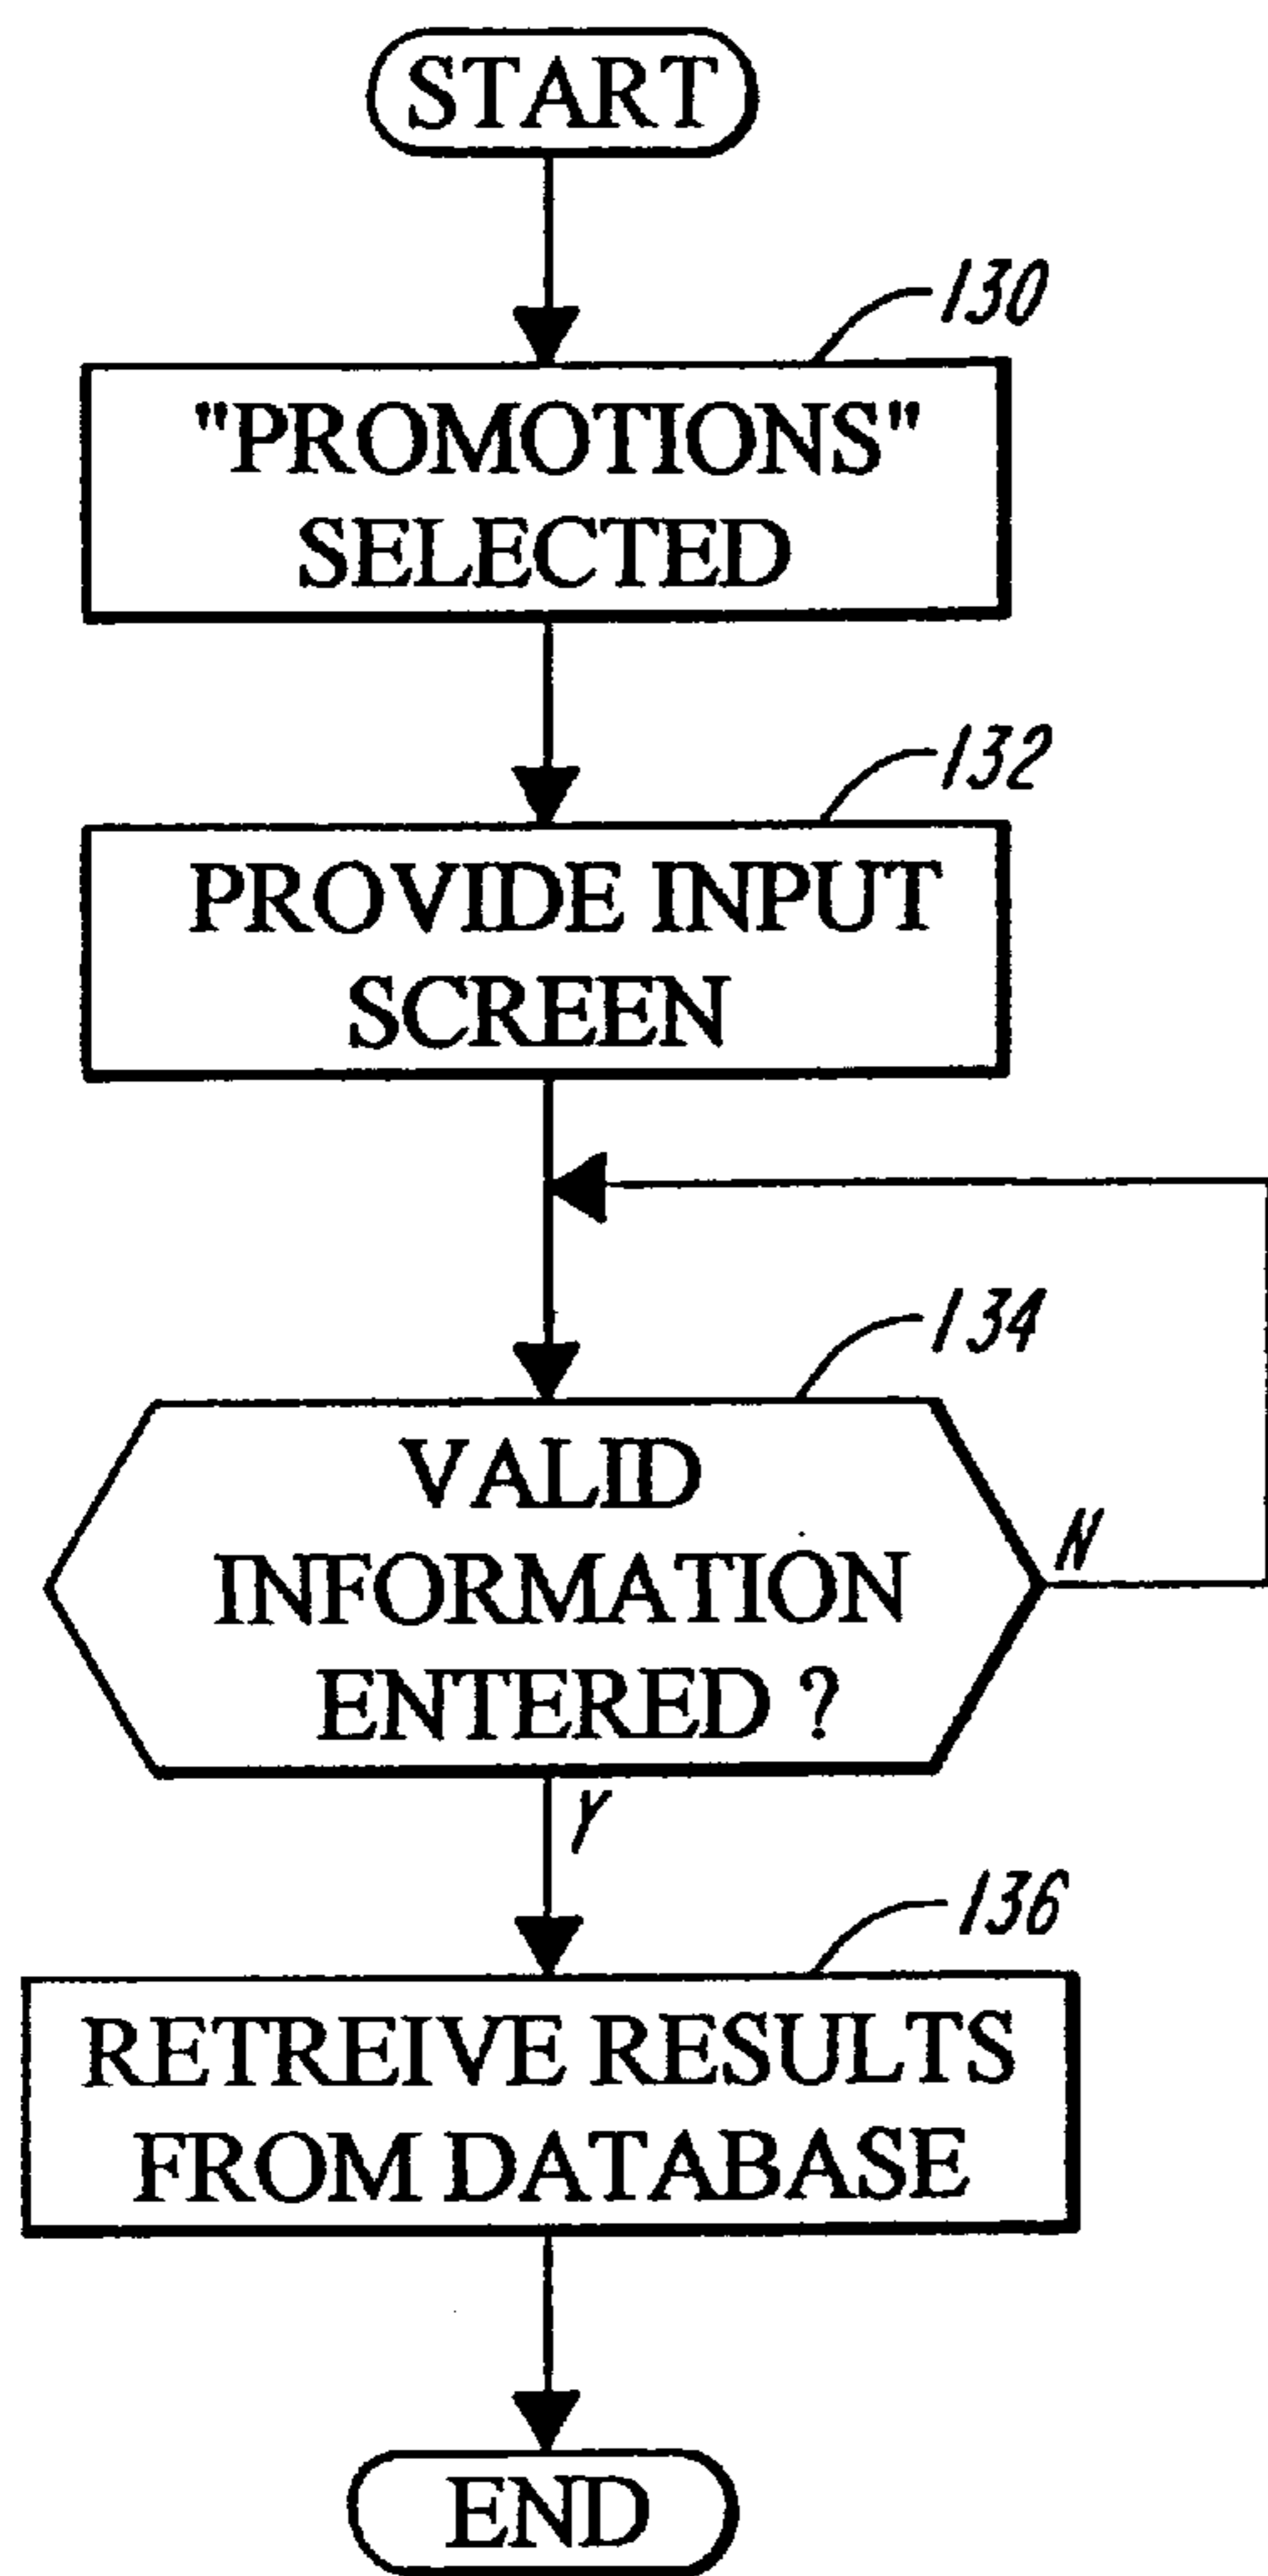 START
130
"PROMOTIONS"
SELECTED
132
PROVIDE INPUT
SCREEN
134
VALID
INFORMATION
ENTERED ?
N
Y
136
RETREIVE RESULTS
FROM DATABASE
END